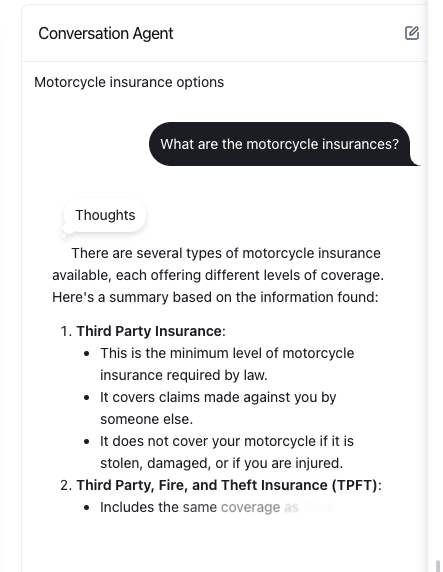 Conversation Agent
Motorcycle insurance options
What are the motorcycle insurances?
Thoughts
There are several types of motorcycle insurance
available, each offering different levels of coverage.
Here's a summary based on the information found:
1. Third Party Insurance:
• This is the minimum level of motorcycle
insurance required by law.
• It covers claims made against you by
someone else.
• It does not cover your motorcycle if it is
stolen, damaged, or if you are injured.
2. Third Party, Fire, and Theft Insurance (TPFT):
• Includes the same coverage as third